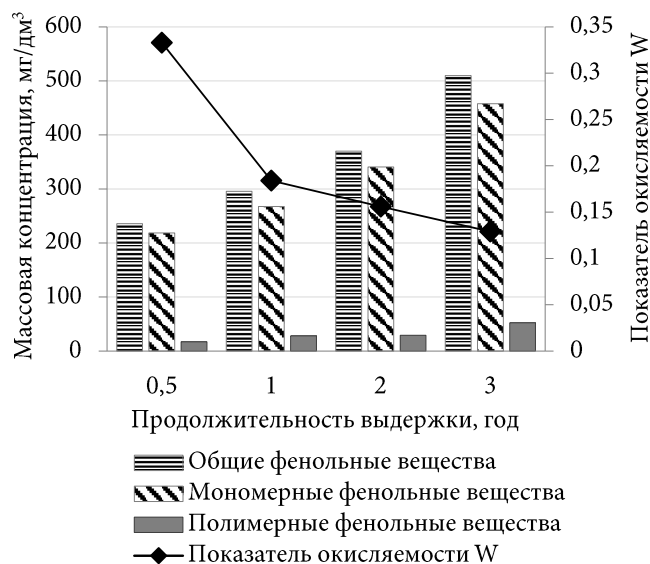 Массовая концентрация, мг/дм³
600
500
400
300
200
100
0
0,35
0,3
0,25
0,2
0,15
0,1
0,05
0
Показатель окисляемости W
0,5 1 2 3
Продолжительность выдержки, год
Общие фенольные вещества
Мономерные фенольные вещества
Полимерные фенольные вещества
Показатель окисляемости W